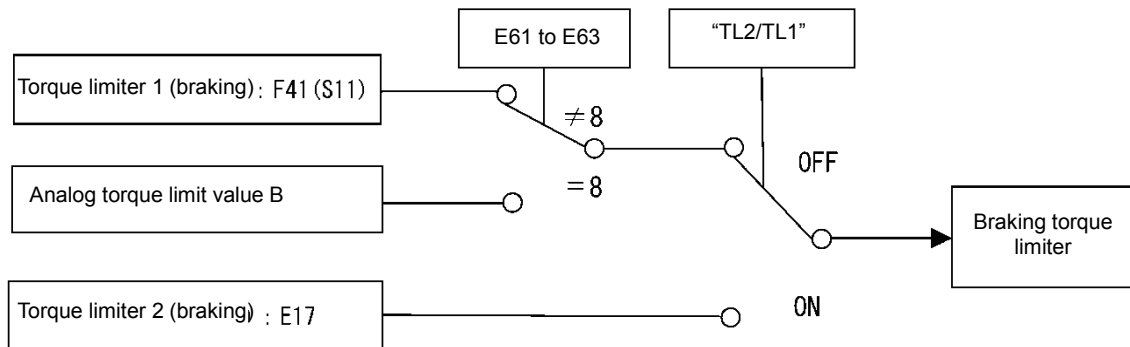 E61 to E63
“TL2/TL1”
Torque limiter 1 (braking) : F41 (S11)
≠8
OFF
=8
Analog torque limit value B
Braking torque
limiter
Torque limiter 2 (braking) : E17
ON